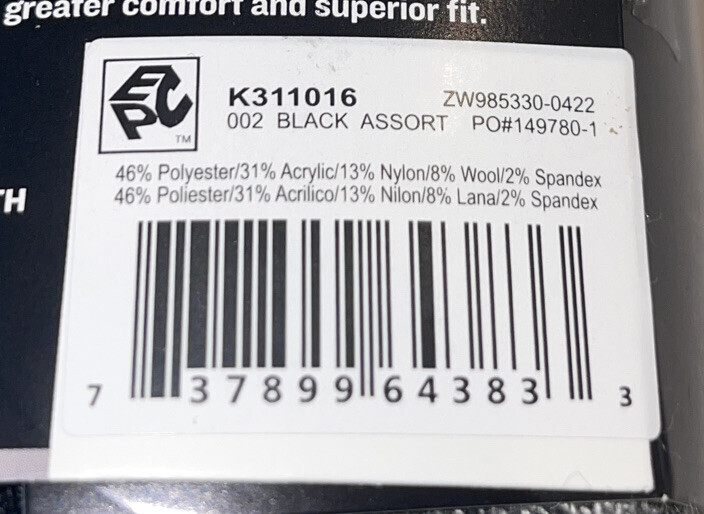 greater comfort and superior fit.
EPC
TM
K311016 ZW985330-0422
002 BLACK ASSORT PO#149780-1
TH
46% Polyester/31% Acrylic/13% Nylon/8% Wool/2% Spandex
46% Poliester/31% Acrilico/13% Nilon/8% Lana/2% Spandex
7 37899 64383 3